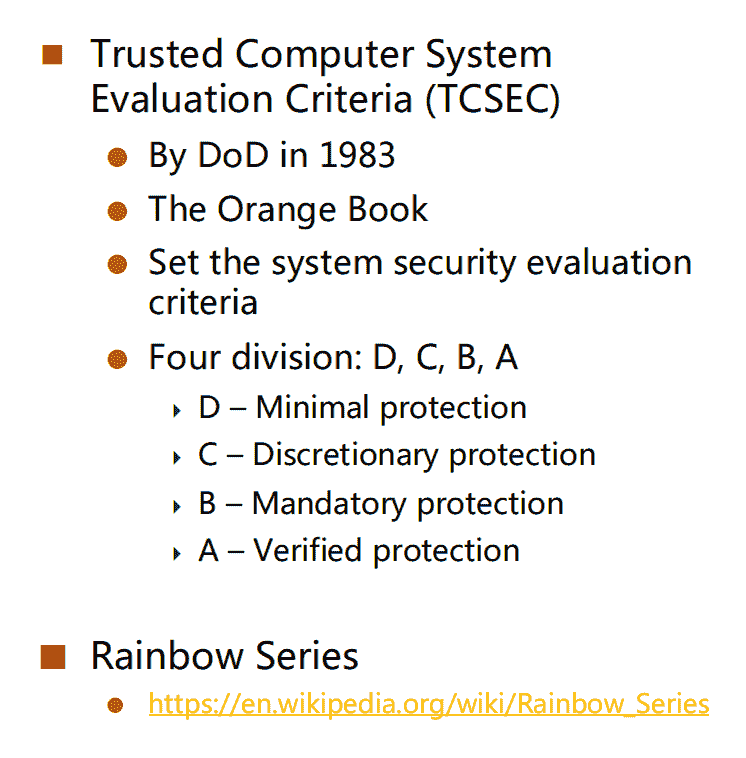 Trusted Computer System
Evaluation Criteria (TCSEC)
By DoD in 1983
The Orange Book
Set the system security evaluation
criteria
Four division: D, C, B, A
D – Minimal protection
C – Discretionary protection
B – Mandatory protection
A – Verified protection
Rainbow Series
https://en.wikipedia.org/wiki/Rainbow_Series